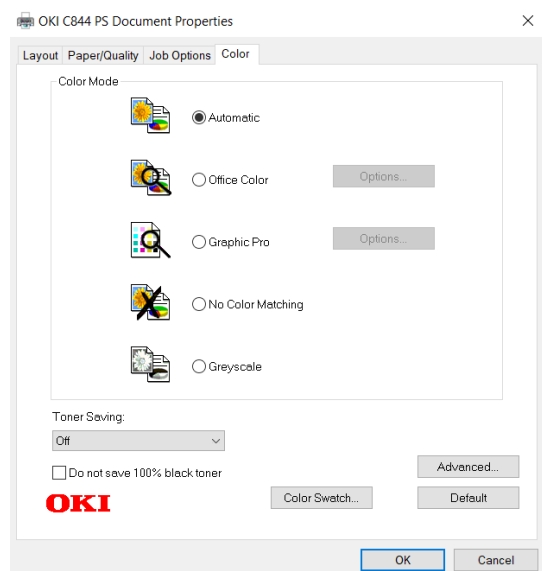 OKI C844 PS Document Properties
Layout Paper/Quality Job Options Color
Color Mode
Automatic
Office Color Options...
Graphic Pro Options...
No Color Matching
Greyscale
Toner Saving:
Off
Do not save 100% black toner
Advanced...
OKI
Color Swatch... Default
OK Cancel